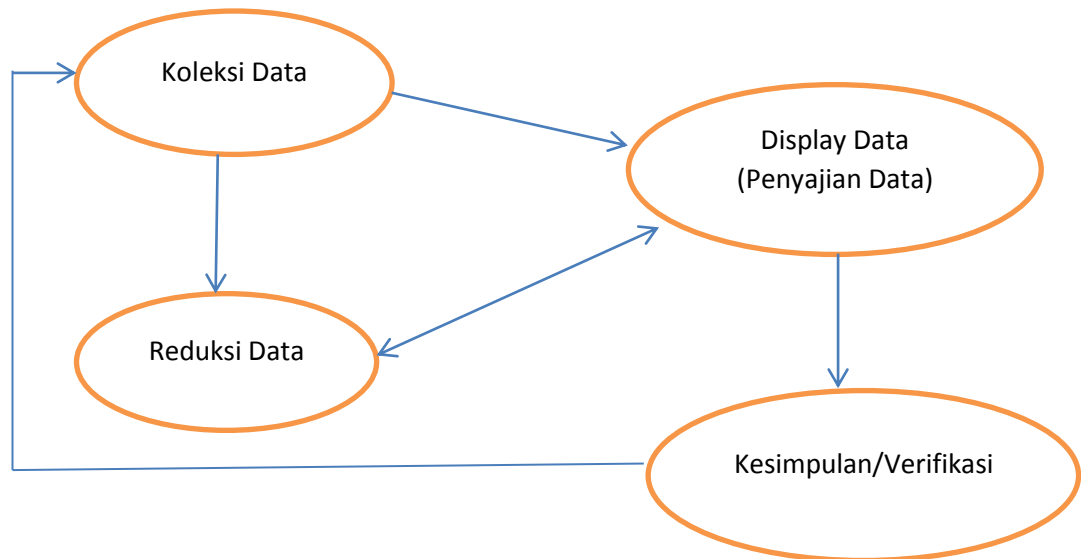 Koleksi Data
Display Data
(Penyajian Data)
Reduksi Data
Kesimpulan/Verifikasi